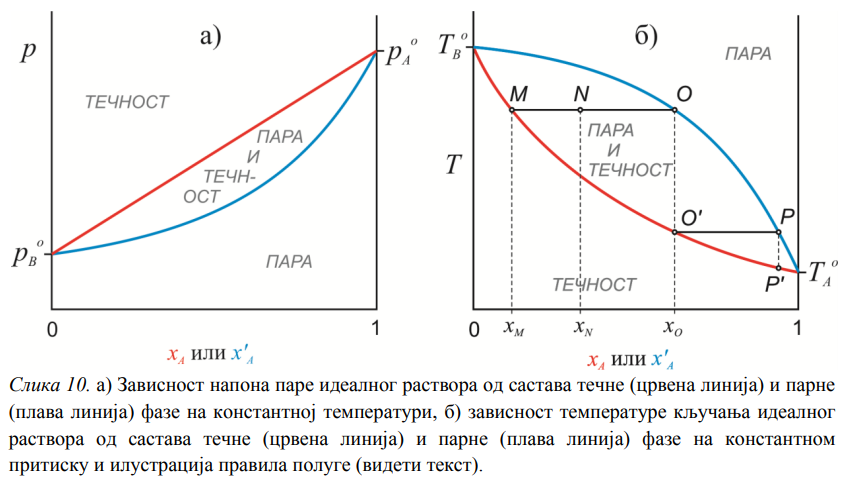 а)
p
p_A^o
ТЕЧНОСТ
ПАРА
И
ТЕЧН-
ОСТ
p_B^o
ПАРА
0
1
x_A или x'_A
б)
T_B^o
ПАРА
M
N
O
ПАРА
И
ТЕЧНОСТ
T
O'
P
P'
T_A^o
ТЕЧНОСТ
0
x_M
x_N
x_O
1
x_A или x'_A
Слика 10. а) Зависност напона паре идеалног раствора од састава течне (црвена линија) и парне
(плава линија) фазе на константној температури, б) зависност температуре кључања идеалног
раствора од састава течне (црвена линија) и парне (плава линија) фазе на константном
притиску и илустрација правила полуге (видети текст).